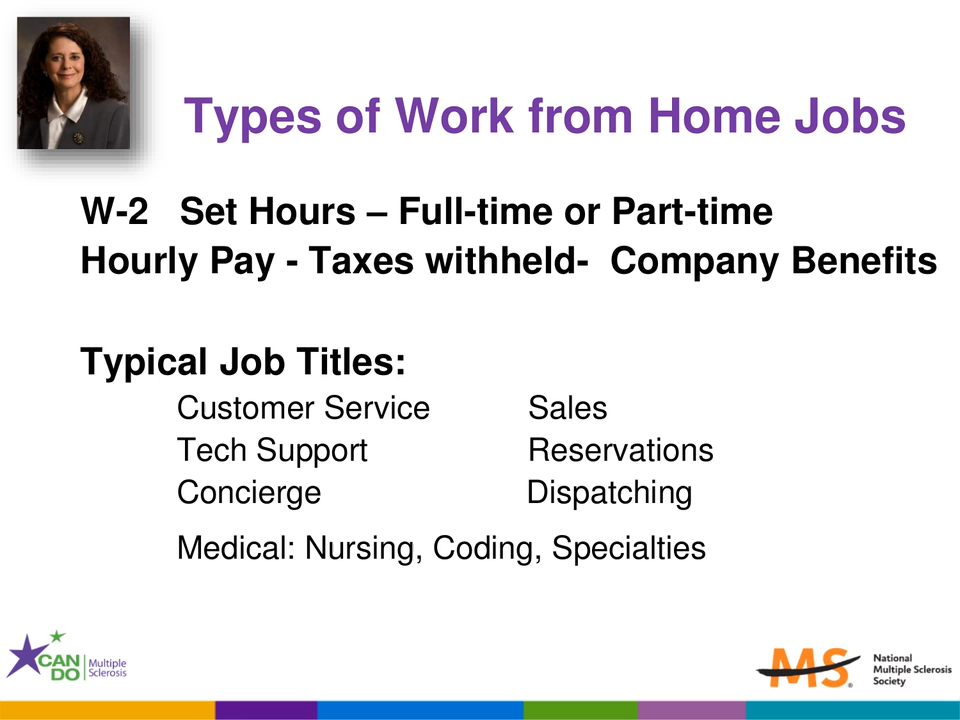 Types of Work from Home Jobs
W-2 Set Hours – Full-time or Part-time
Hourly Pay - Taxes withheld- Company Benefits
Typical Job Titles:
Customer Service Sales
Tech Support Reservations
Concierge Dispatching
Medical: Nursing, Coding, Specialties
CAN DO Multiple Sclerosis
MS® National Multiple Sclerosis Society